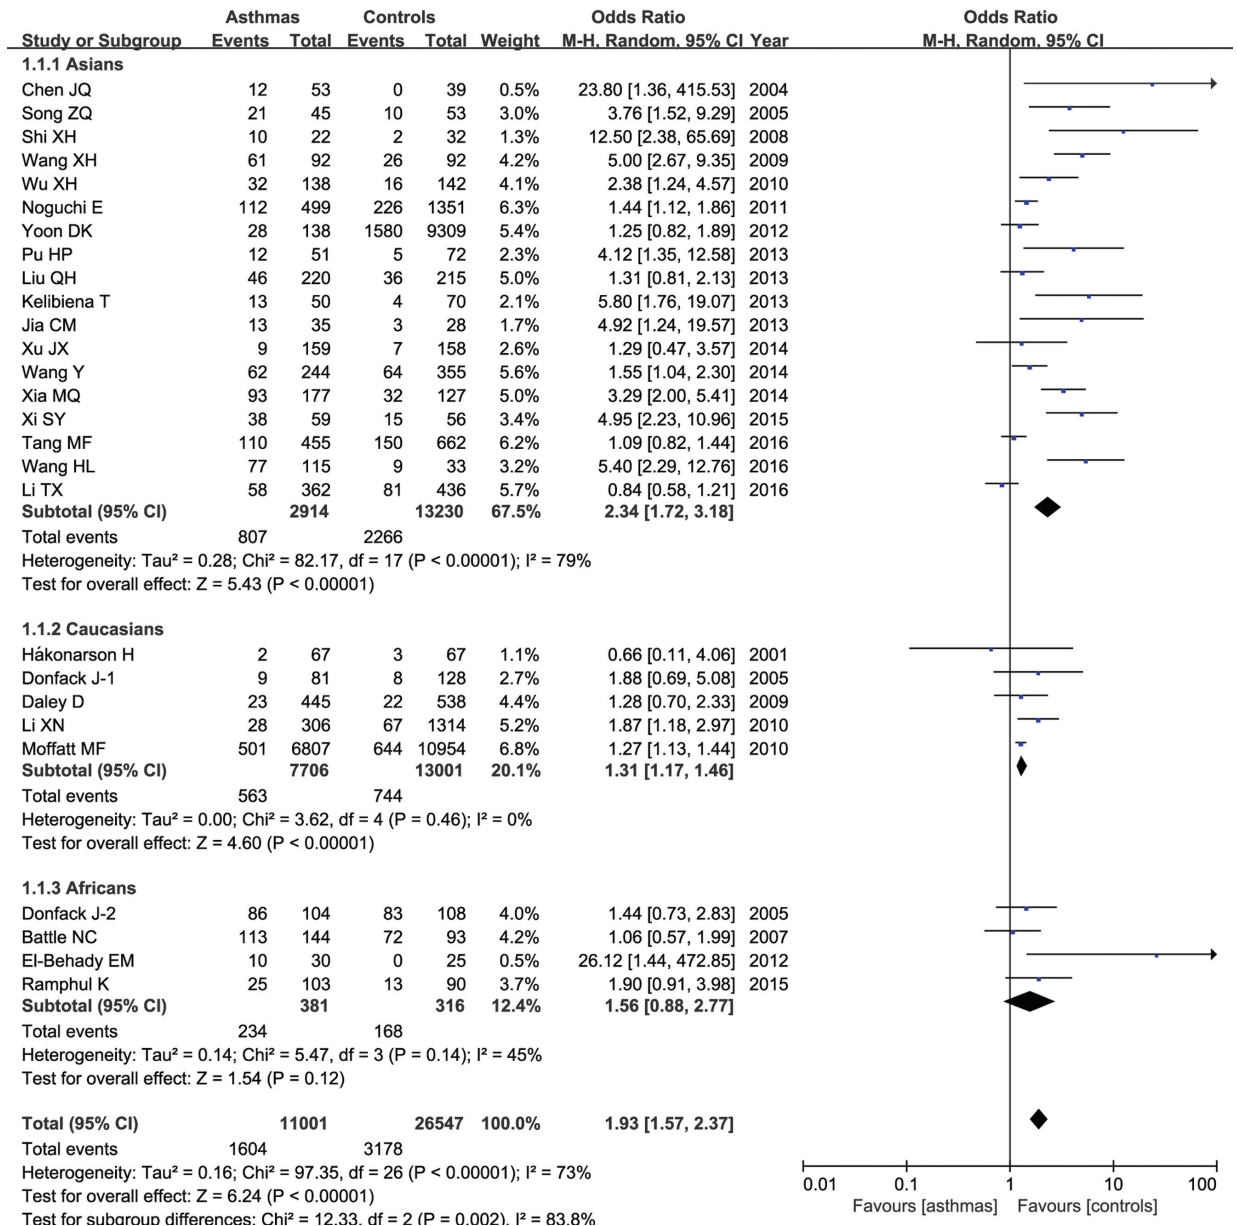 Asthmas Controls Odds Ratio Odds Ratio
Study or Subgroup Events Total Events Total Weight M-H, Random, 95% CI Year M-H, Random, 95% CI
1.1.1 Asians
Chen JQ 12 53 0 39 0.5% 23.80 [1.36, 415.53] 2004
Song ZQ 21 45 10 53 3.0% 3.76 [1.52, 9.29] 2005
Shi XH 10 22 2 32 1.3% 12.50 [2.38, 65.69] 2008
Wang XH 61 92 26 92 4.2% 5.00 [2.67, 9.35] 2009
Wu XH 32 138 16 142 4.1% 2.38 [1.24, 4.57] 2010
Noguchi E 112 499 226 1351 6.3% 1.44 [1.12, 1.86] 2011
Yoon DK 28 138 1580 9309 5.4% 1.25 [0.82, 1.89] 2012
Pu HP 12 51 5 72 2.3% 4.12 [1.35, 12.58] 2013
Liu QH 46 220 36 215 5.0% 1.31 [0.81, 2.13] 2013
Kelibiena T 13 50 4 70 2.1% 5.80 [1.76, 19.07] 2013
Jia CM 13 35 3 28 1.7% 4.92 [1.24, 19.57] 2013
Xu JX 9 159 7 158 2.6% 1.29 [0.47, 3.57] 2014
Wang Y 62 244 64 355 5.5% 1.55 [1.04, 2.30] 2014
Xia MQ 93 177 32 127 5.0% 3.29 [2.00, 5.41] 2014
Xi SY 38 59 15 56 3.4% 4.95 [2.23, 10.96] 2015
Tang MF 110 455 150 662 6.2% 1.09 [0.82, 1.44] 2016
Wang HL 77 115 9 33 3.2% 5.40 [2.29, 12.76] 2016
Li TX 58 362 81 436 5.7% 0.84 [0.58, 1.21] 2016
Subtotal (95% CI) 2914 13230 67.5% 2.34 [1.72, 3.18]
Total events 807 2266
Heterogeneity: Tau² = 0.28; Chi² = 82.17, df = 17 (P < 0.00001); I² = 79%
Test for overall effect: Z = 5.43 (P < 0.00001)
1.1.2 Caucasians
Hákonarson H 2 67 3 67 1.1% 0.66 [0.11, 4.06] 2001
Donfack J-1 9 81 8 128 2.7% 1.88 [0.69, 5.08] 2005
Daley D 23 445 22 538 4.4% 1.28 [0.70, 2.33] 2009
Li XN 28 306 67 1314 5.2% 1.87 [1.18, 2.97] 2010
Moffatt MF 501 6807 644 10954 6.8% 1.27 [1.13, 1.44] 2010
Subtotal (95% CI) 7706 13001 20.1% 1.31 [1.17, 1.46]
Total events 563 744
Heterogeneity: Tau² = 0.00; Chi² = 3.62, df = 4 (P = 0.46); I² = 0%
Test for overall effect: Z = 4.60 (P < 0.00001)
1.1.3 Africans
Donfack J-2 86 104 83 108 4.0% 1.44 [0.73, 2.83] 2005
Battle NC 113 144 72 93 4.2% 1.06 [0.57, 1.99] 2007
El-Behady EM 10 30 0 25 0.5% 26.12 [1.44, 472.85] 2012
Ramphul K 25 103 13 90 3.7% 1.90 [0.91, 3.98] 2015
Subtotal (95% CI) 381 316 12.4% 1.56 [0.88, 2.77]
Total events 234 168
Heterogeneity: Tau² = 0.14; Chi² = 5.47, df = 3 (P = 0.14); I² = 45%
Test for overall effect: Z = 1.54 (P = 0.12)
Total (95% CI) 11001 26547 100.0% 1.93 [1.57, 2.37]
Total events 1604 3178
Heterogeneity: Tau² = 0.16; Chi² = 97.35, df = 26 (P < 0.00001); I² = 73%
Test for overall effect: Z = 6.24 (P < 0.00001)
Test for subgroup differences: Chi² = 12.33, df = 2 (P = 0.002), I² = 83.8%
0.01 0.1 1 10 100
Favours [asthmas] Favours [controls]